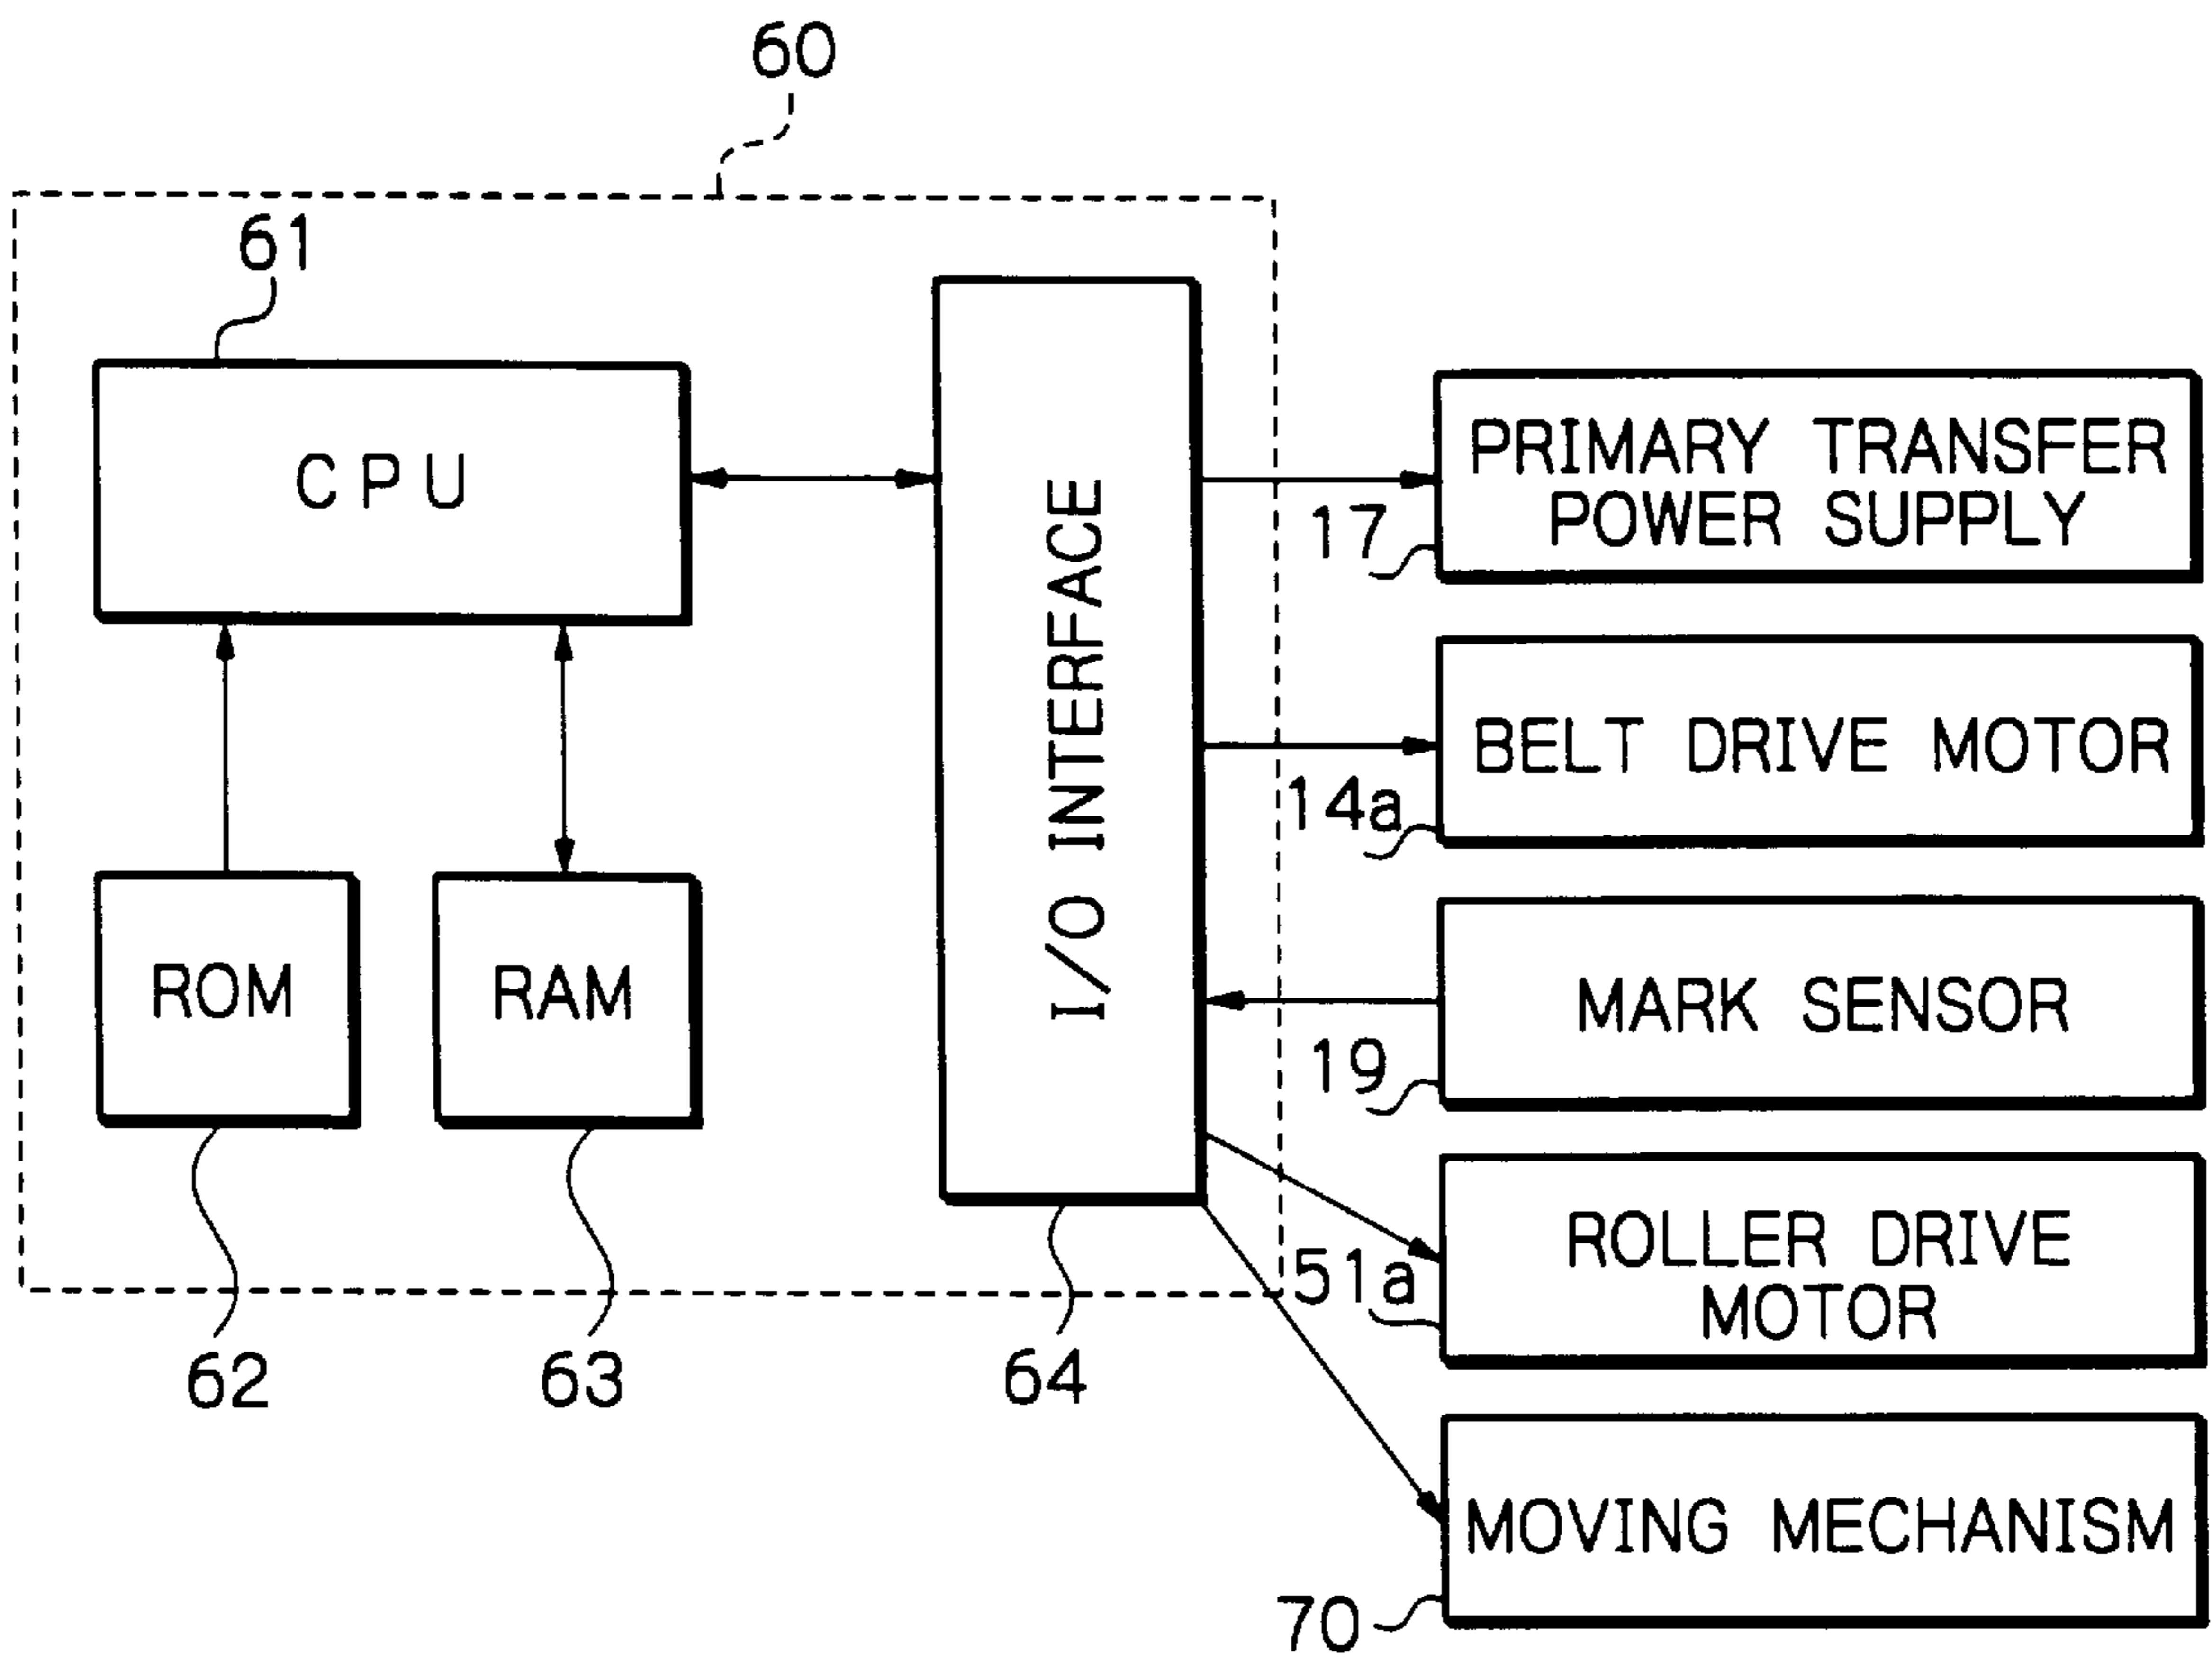 60
61
CPU
I/O INTERFACE
ROM
RAM
62
63
64
PRIMARY TRANSFER
POWER SUPPLY
17
BELT DRIVE MOTOR
14a
MARK SENSOR
19
ROLLER DRIVE
MOTOR
51a
MOVING MECHANISM
70